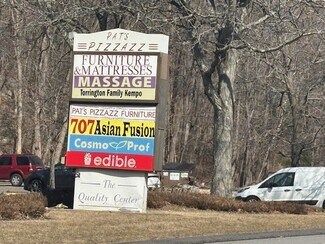 PAT'S
PIZZAZZ
FURNITURE
& MATTRESSES
MASSAGE
Torrington Family Kempo
PAT'S PIZZAZZ FURNITURE
707 Asian Fusion
COSMO Prof
edible
The
Quality Center